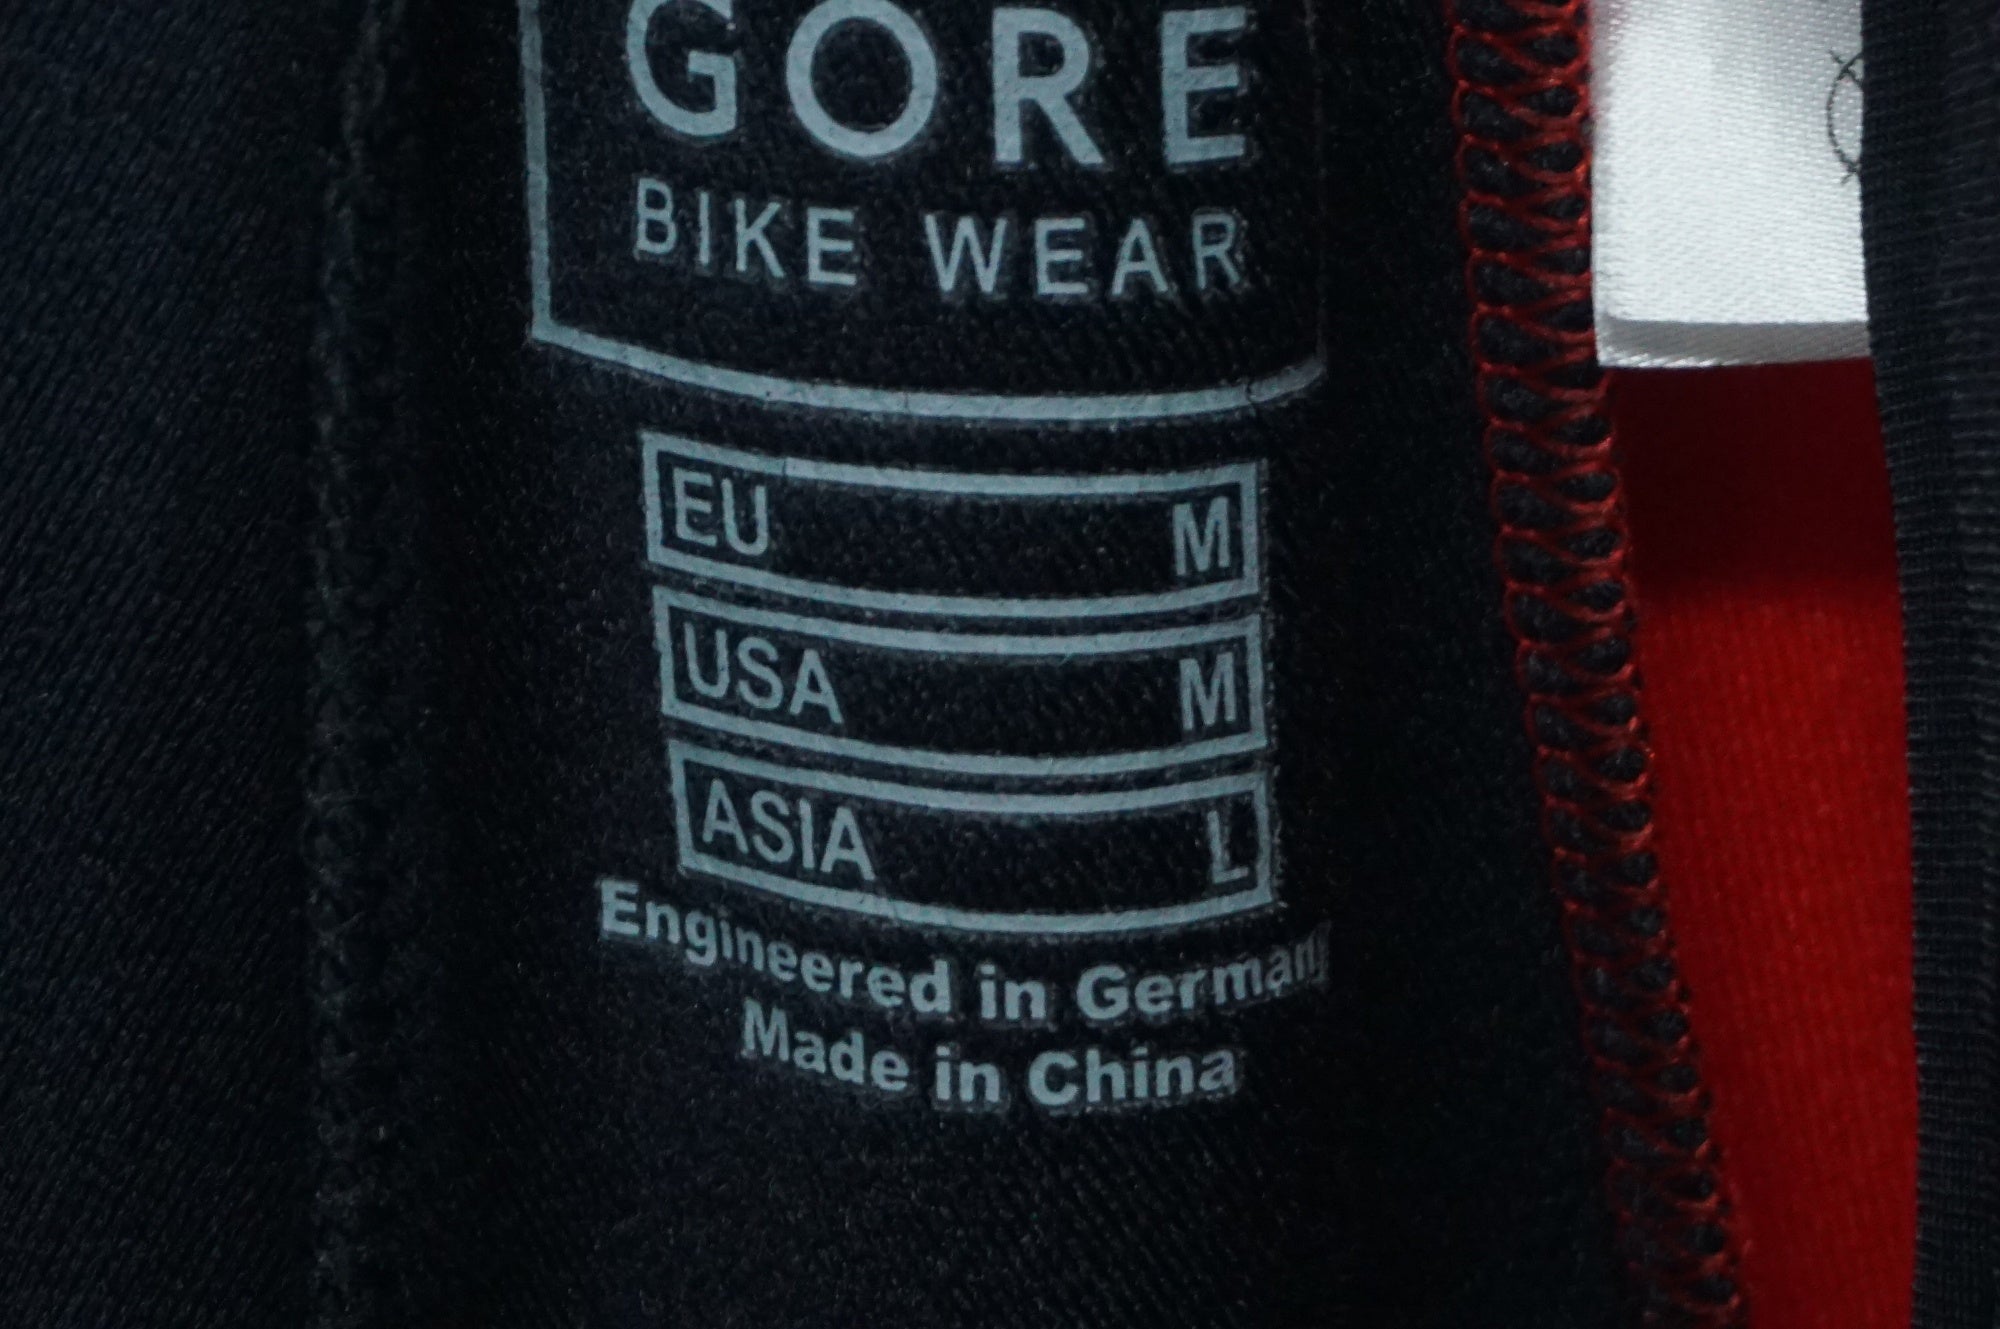 GORE
BIKE WEAR
EU M
USA M
ASIA L
Engineered in Germany
Made in China